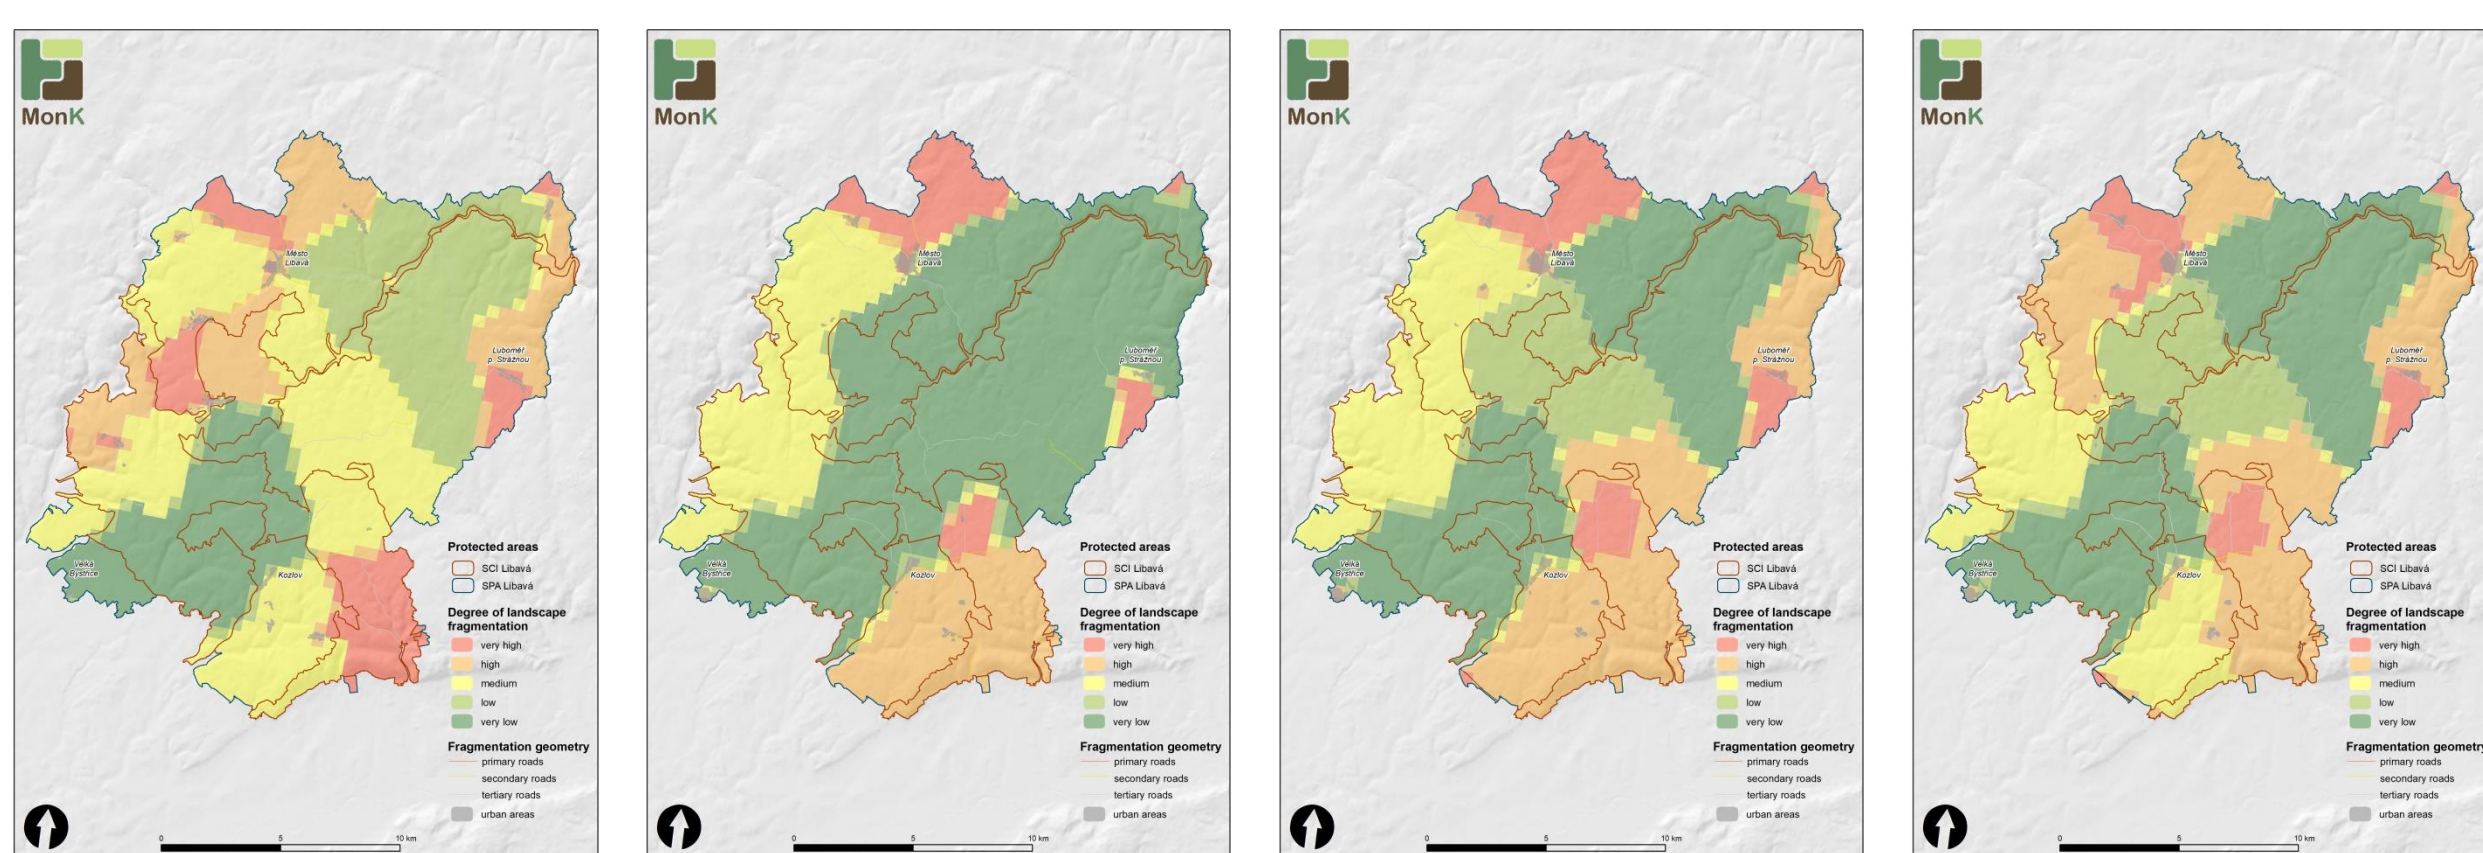 MonK
Město
Libavá
Luboměř
p. Strážnou
Velká
Bystřice
Kozlov
Protected areas
SCI Libavá
SPA Libavá
Degree of landscape
fragmentation
very high
high
medium
low
very low
Fragmentation geometry
primary roads
secondary roads
tertiary roads
urban areas
0 5 10 km
MonK
Město
Libavá
Luboměř
p. Strážnou
Velká
Bystřice
Kozlov
Protected areas
SCI Libavá
SPA Libavá
Degree of landscape
fragmentation
very high
high
medium
low
very low
Fragmentation geometry
primary roads
secondary roads
tertiary roads
urban areas
0 5 10 km
MonK
Město
Libavá
Luboměř
p. Strážnou
Velká
Bystřice
Kozlov
Protected areas
SCI Libavá
SPA Libavá
Degree of landscape
fragmentation
very high
high
medium
low
very low
Fragmentation geometry
primary roads
secondary roads
tertiary roads
urban areas
0 5 10 km
MonK
Město
Libavá
Luboměř
p. Strážnou
Velká
Bystřice
Kozlov
Protected areas
SCI Libavá
SPA Libavá
Degree of landscape
fragmentation
very high
high
medium
low
very low
Fragmentation geometry
primary roads
secondary roads
tertiary roads
urban areas
0 5 10 km